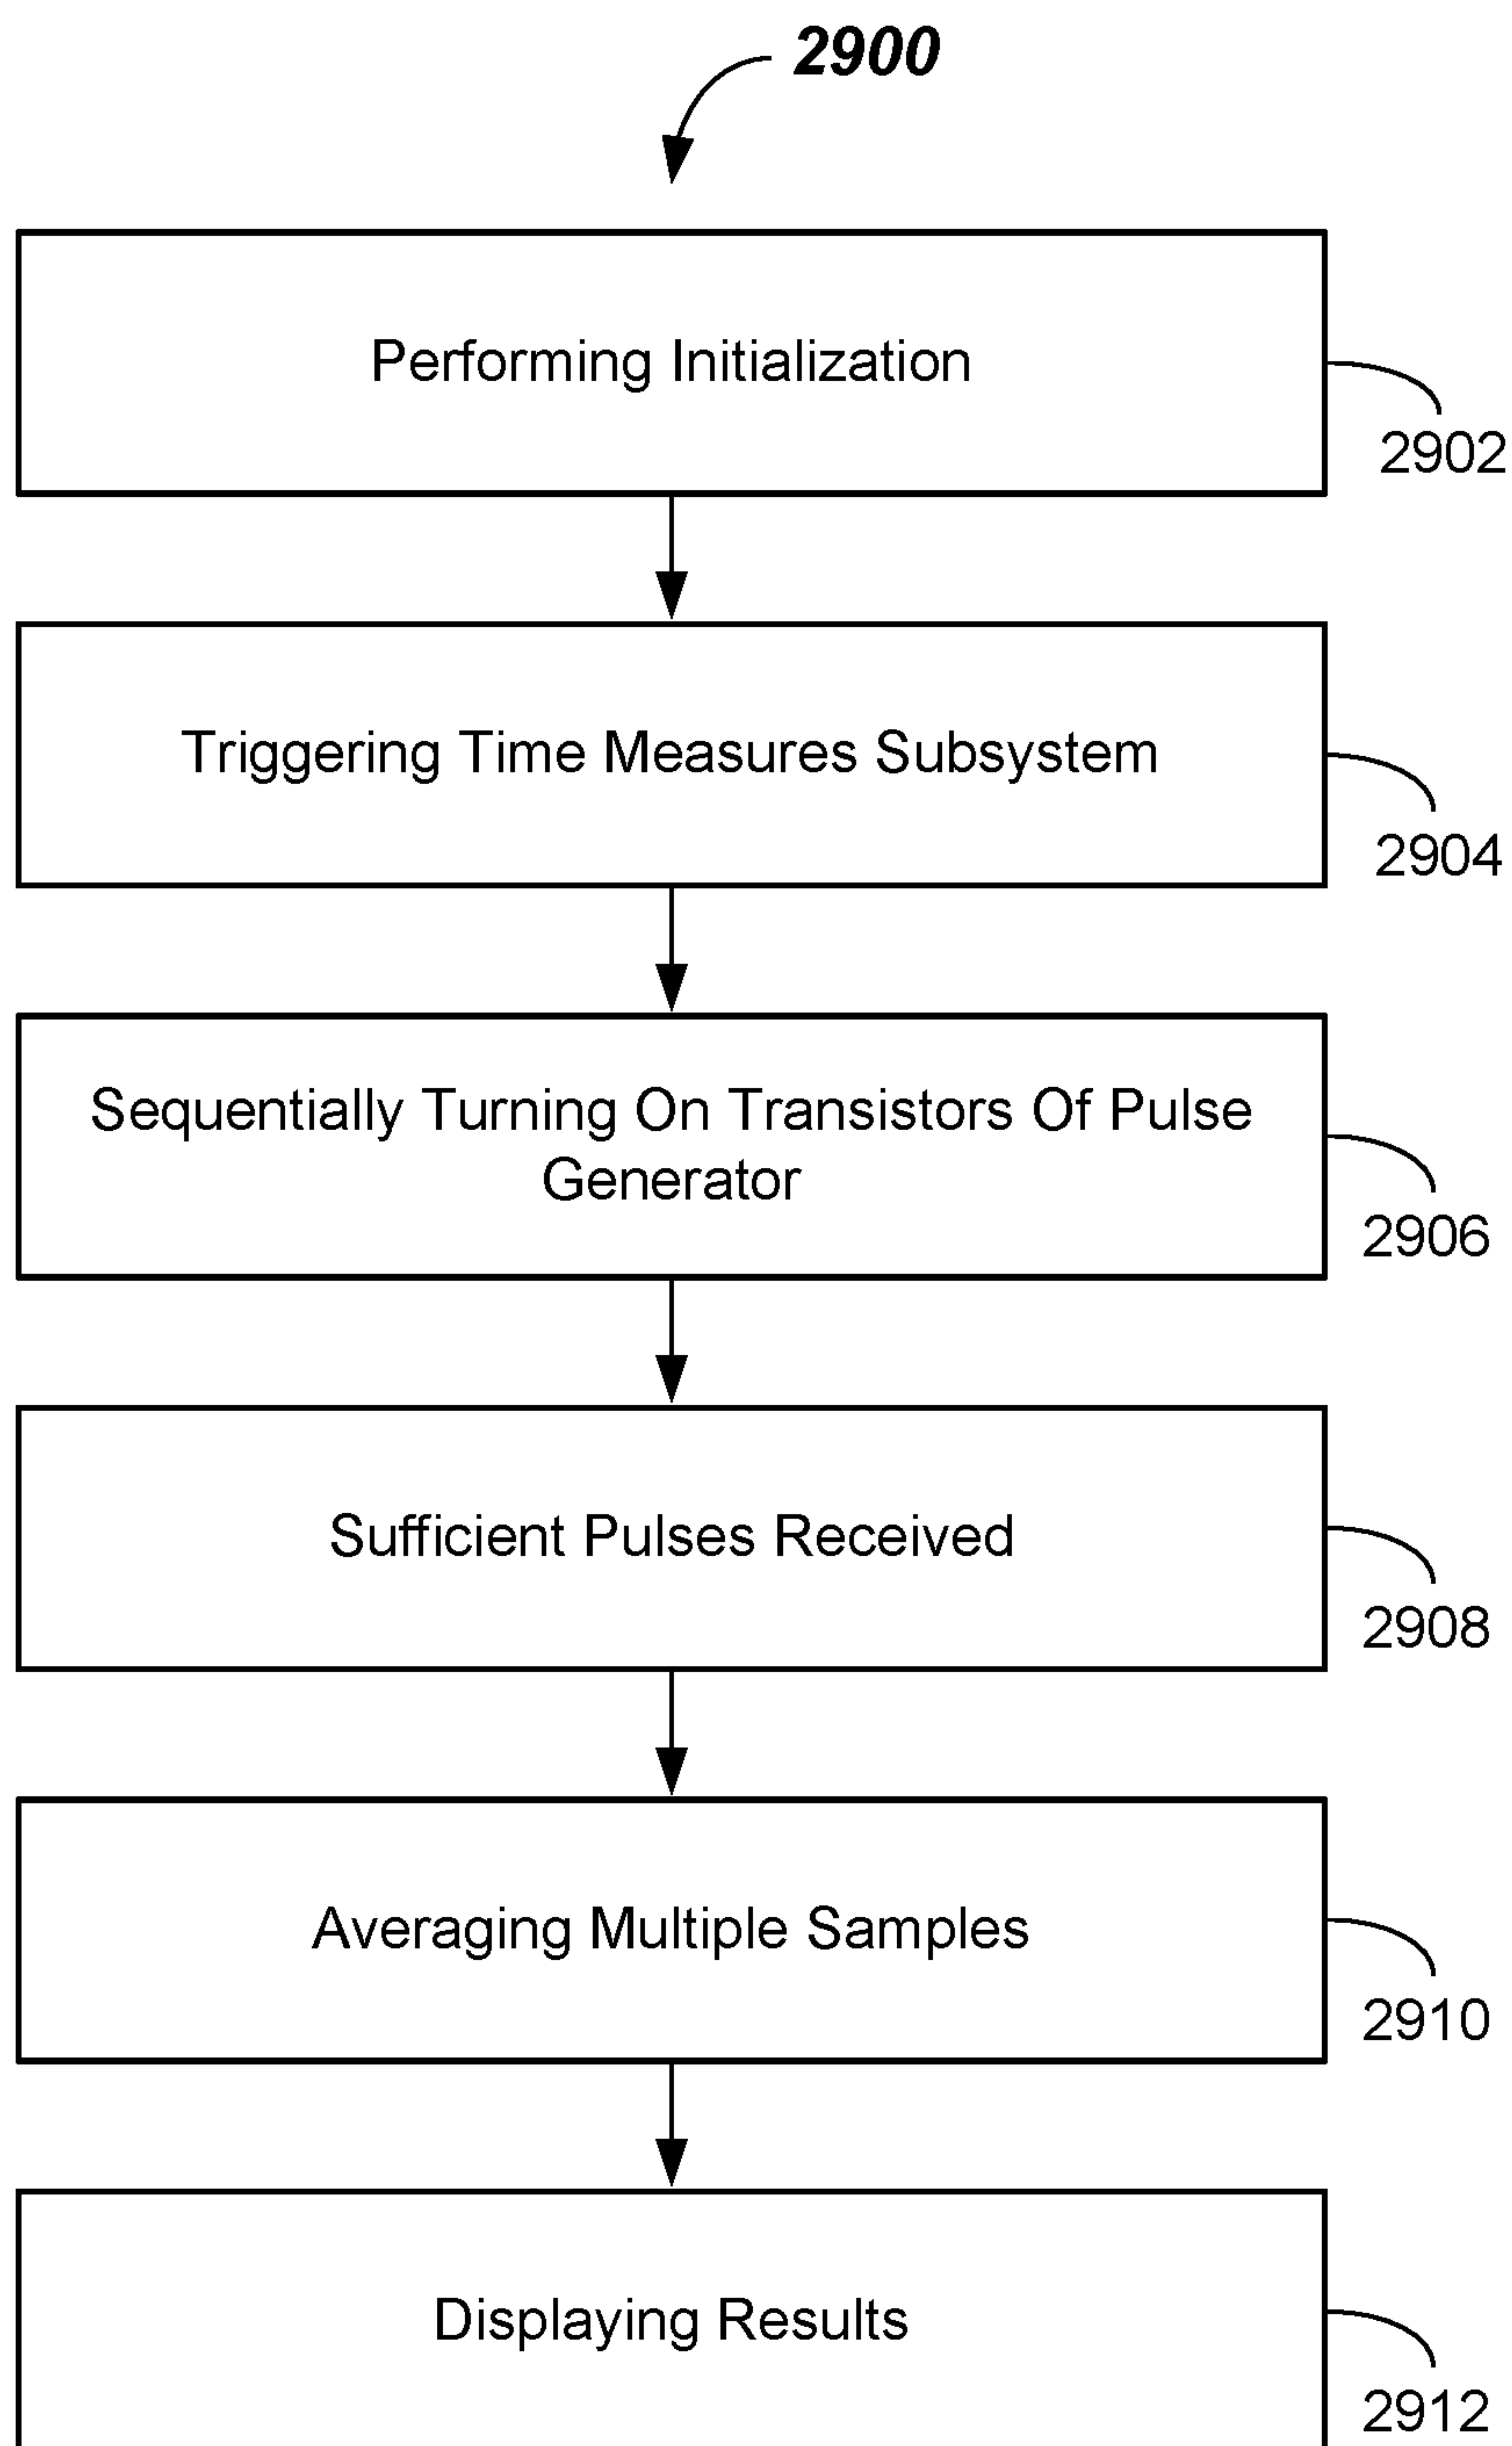 2900
Performing Initialization
2902
Triggering Time Measures Subsystem
2904
Sequentially Turning On Transistors Of Pulse
Generator
2906
Sufficient Pulses Received
2908
Averaging Multiple Samples
2910
Displaying Results
2912